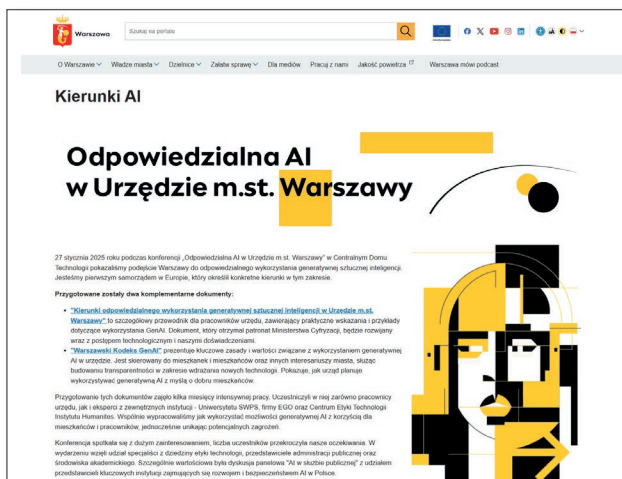 Warszawa
Szukaj na portalu
O Warszawie
Władze miasta
Dzielnice
Załatw sprawę
Dla mediów
Pracuj z nami
Jakość powietrza
Warszawa mówi podcast
Kierunki AI
Odpowiedzialna AI
w Urzędzie m.st. Warszawy
27 stycznia 2025 roku podczas konferencji „Odpowiedzialna AI w Urzędzie m.st. Warszawy" w Centralnym Domu
Technologii pokazaliśmy podejście Warszawy do odpowiedzialnego wykorzystania generatywnej sztucznej inteligencji.
Jesteśmy pierwszym samorządem w Europie, który określił konkretne kierunki w tym zakresie.
Przygotowane zostały dwa komplementarne dokumenty:
• "Kierunki odpowiedzialnego wykorzystania generatywnej sztucznej inteligencji w Urzędzie m.st.
Warszawy" to szczegółowy przewodnik dla pracowników urzędu, zawierający praktyczne wskazania i przykłady
dotyczące wykorzystania GenAI. Dokument, który otrzymał patronat Ministerstwa Cyfryzacji, będzie rozwijany
wraz z postępem technologicznym i naszymi doświadczeniami.
• "Warszawski Kodeks GenAI" prezentuje kluczowe zasady i wartości związane z wykorzystaniem generatywnej
AI w urzędzie. Jest skierowany do mieszkanek i mieszkańców oraz innych interesariuszy miasta, służąc
budowaniu transparentności w zakresie wdrażania nowych technologii. Pokazuje, jak urząd planuje
wykorzystywać generatywną AI z myślą o dobru mieszkańców.
Przygotowanie tych dokumentów zajęło kilka miesięcy intensywnej pracy. Uczestniczyli w niej zarówno pracownicy
urzędu, jak i eksperci z zewnętrznych instytucji - Uniwersytetu SWPS, firmy EGO oraz Centrum Etyki Technologii
Instytutu Humanites. Wspólnie wypracowaliśmy jak wykorzystać możliwości generatywnej AI z korzyścią dla
mieszkańców i pracowników, jednocześnie unikając potencjalnych zagrożeń.
Konferencja spotkała się z dużym zainteresowaniem, liczba uczestników przekroczyła nasze oczekiwania. W
wydarzeniu wzięli udział specjaliści z dziedziny etyki technologii, przedstawiciele administracji publicznej oraz
środowiska akademickiego. Szczególnie wartościowa była dyskusja panelowa "AI w służbie publicznej" z udziałem
przedstawicieli kluczowych instytucji zajmujących się rozwojem i bezpieczeństwem AI w Polsce.